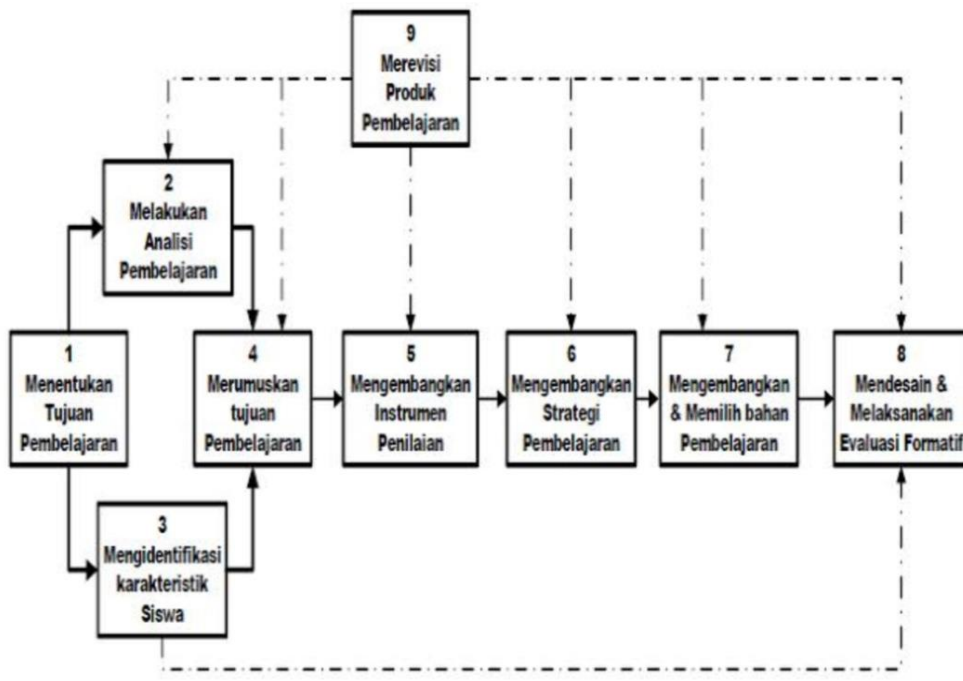 9
Merevisi
Produk
Pembelajaran
2
Melakukan
Analisi
Pembelajaran
1
Menentukan
Tujuan
Pembelajaran
4
Merumuskan
tujuan
Pembelajaran
5
Mengembangkan
Instrumen
Penilaian
6
Mengembangkan
Strategi
Pembelajaran
7
Mengembangkan
& Memilih bahan
Pembelajaran
8
Mendesain &
Melaksanakan
Evaluasi Formatif
3
Mengidentifikasi
karakteristik
Siswa